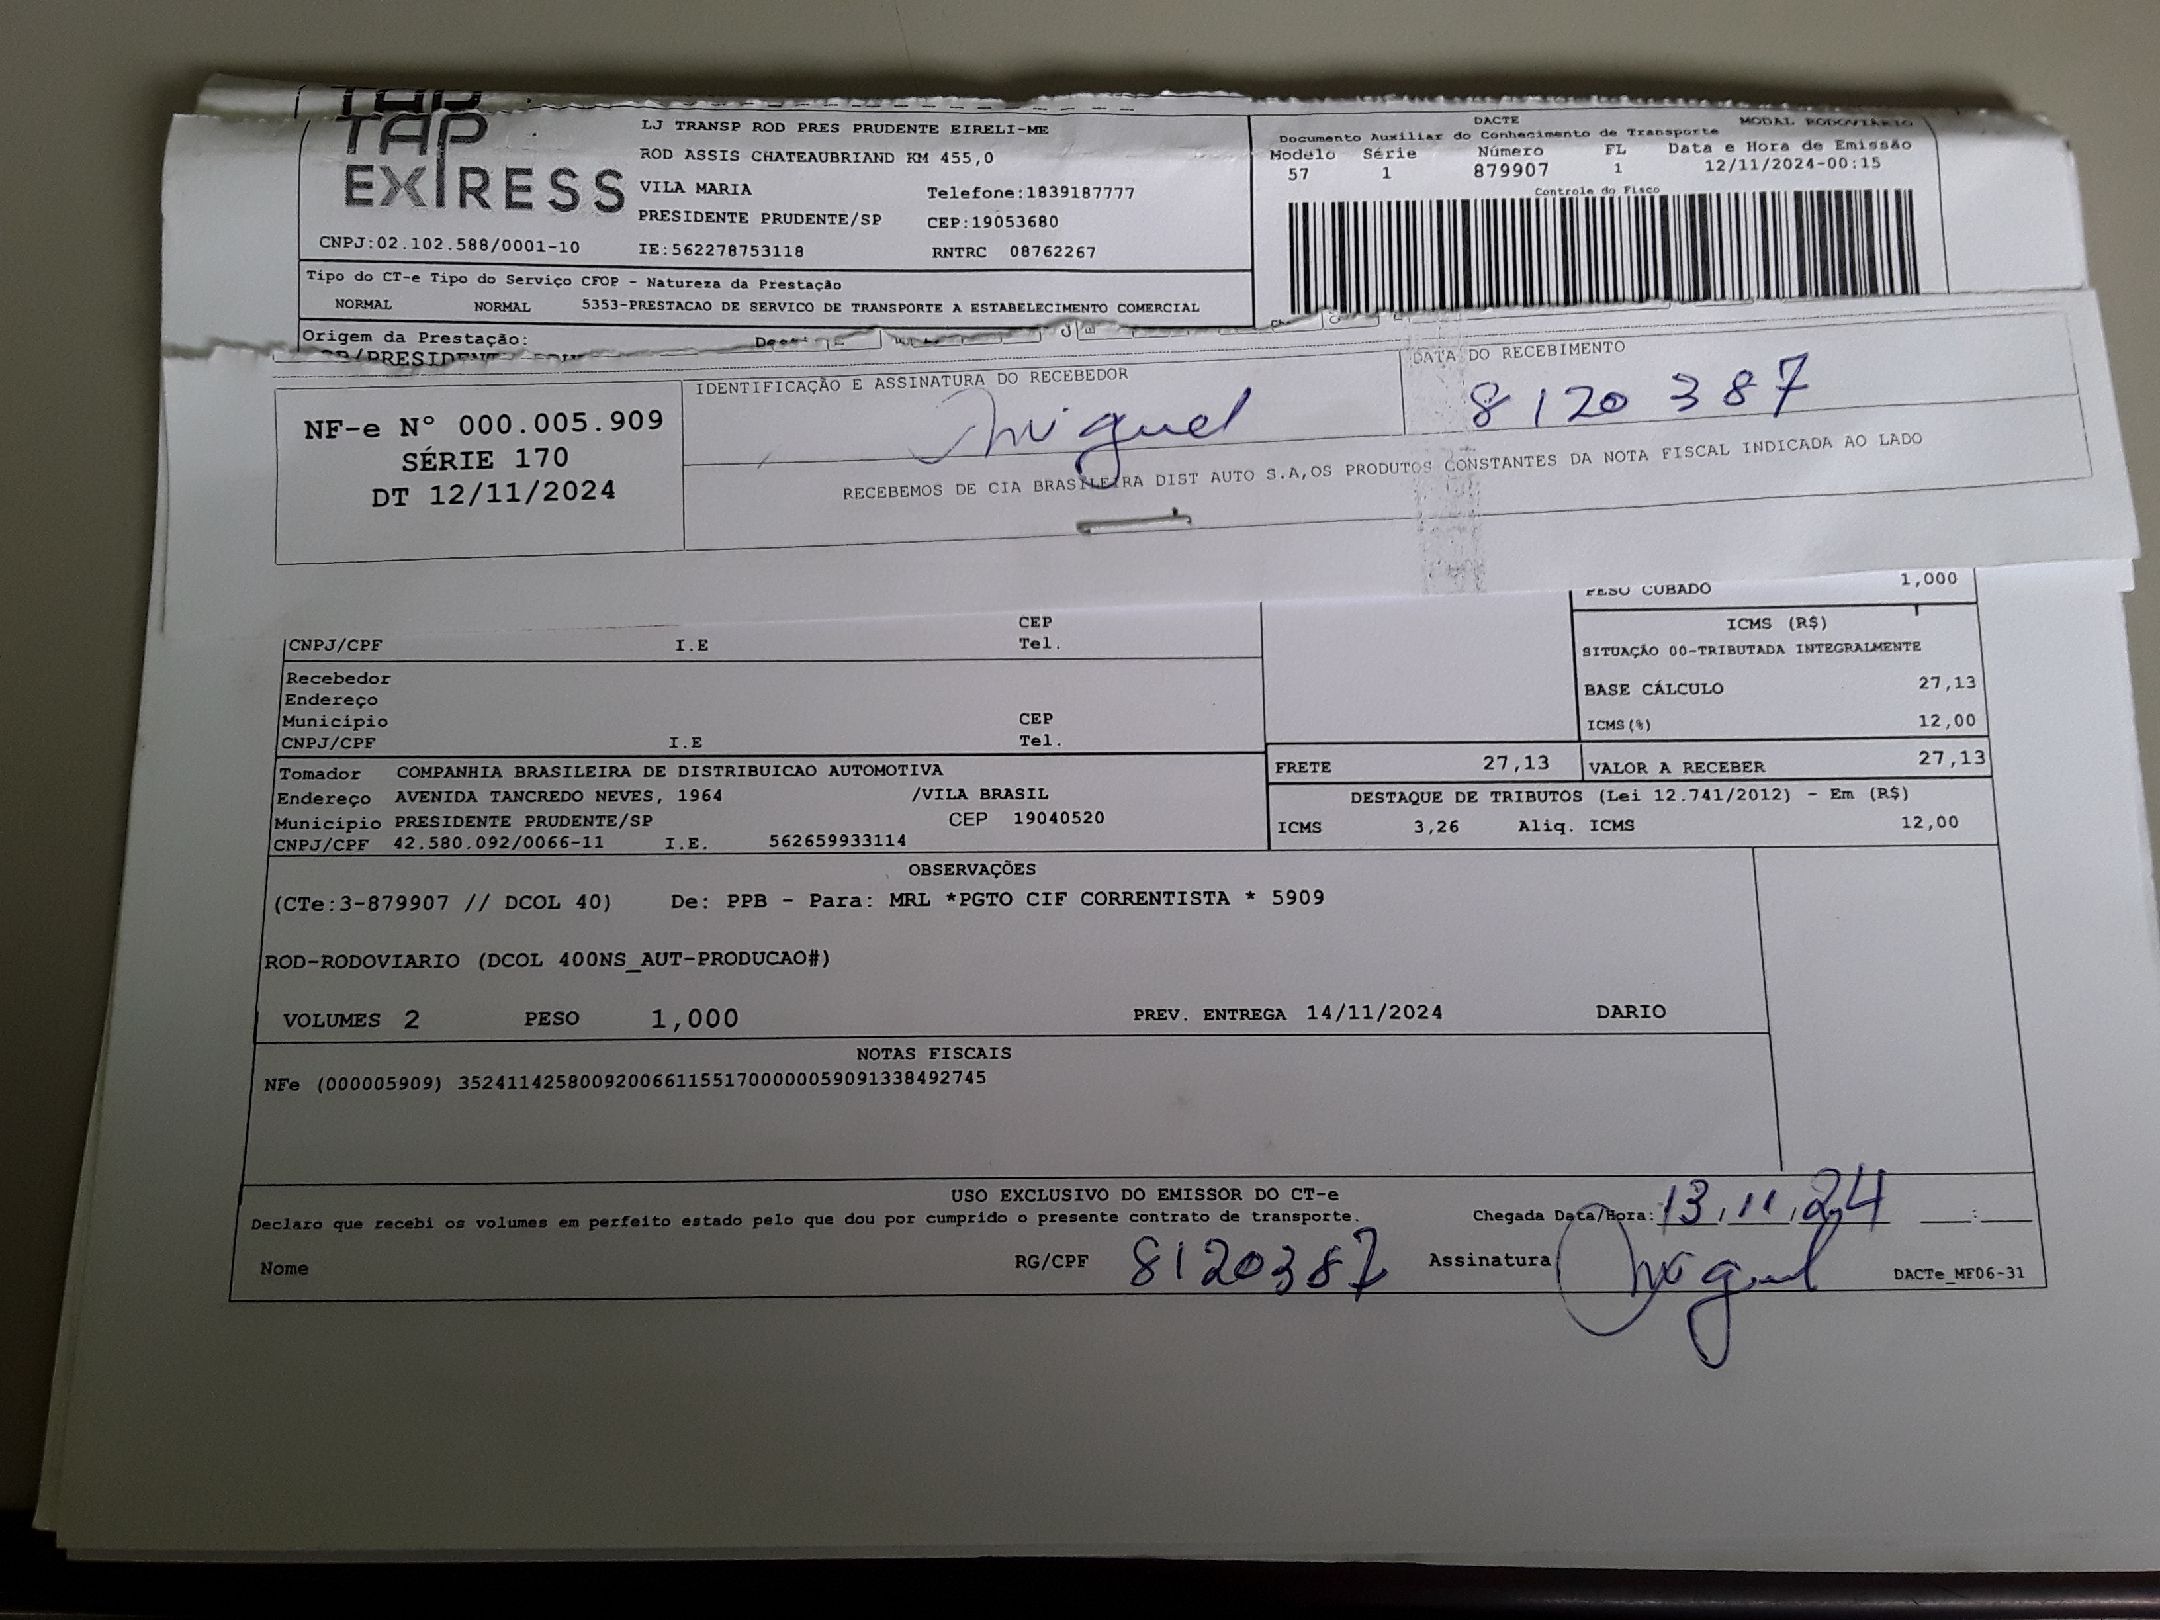 TAP
EXPRESS
LJ TRANSP ROD PRES PRUDENTE EIRELI-ME
ROD ASSIS CHATEAUBRIAND KM 455,0
VILA MARIA Telefone:1839187777
PRESIDENTE PRUDENTE/SP CEP:19053680
CNPJ:02.102.588/0001-10 IE:562278753118 RNTRC 08762267
DACTE MODAL RODOVIÁRIO
Documento Auxiliar do Conhecimento de Transporte
Modelo Série Número FL Data e Hora de Emissão
57 1 879907 1 12/11/2024-00:15
Controle do Fisco
Tipo do CT-e Tipo do Serviço CFOP - Natureza da Prestação
NORMAL NORMAL 5353-PRESTACAO DE SERVICO DE TRANSPORTE A ESTABELECIMENTO COMERCIAL
Origem da Prestação:
NF-e N° 000.005.909
SÉRIE 170
DT 12/11/2024
IDENTIFICAÇÃO E ASSINATURA DO RECEBEDOR
Miguel
DATA DO RECEBIMENTO
8120387
RECEBEMOS DE CIA BRASILEIRA DIST AUTO S.A,OS PRODUTOS CONSTANTES DA NOTA FISCAL INDICADA AO LADO
PESO CUBADO 1,000
CEP
CNPJ/CPF I.E Tel.
Recebedor
Endereço
Município CEP
CNPJ/CPF I.E Tel.
ICMS (R$)
SITUAÇÃO 00-TRIBUTADA INTEGRALMENTE
BASE CÁLCULO 27,13
ICMS(%) 12,00
Tomador COMPANHIA BRASILEIRA DE DISTRIBUICAO AUTOMOTIVA
Endereço AVENIDA TANCREDO NEVES, 1964 /VILA BRASIL
Municipio PRESIDENTE PRUDENTE/SP CEP 19040520
CNPJ/CPF 42.580.092/0066-11 I.E. 562659933114
FRETE 27,13 VALOR A RECEBER 27,13
DESTAQUE DE TRIBUTOS (Lei 12.741/2012) - Em (R$)
ICMS 3,26 Aliq. ICMS 12,00
OBSERVAÇÕES
(CTe:3-879907 // DCOL 40) De: PPB - Para: MRL *PGTO CIF CORRENTISTA * 5909
ROD-RODOVIARIO (DCOL 400NS_AUT-PRODUCAO#)
VOLUMES 2 PESO 1,000 PREV. ENTREGA 14/11/2024 DARIO
NOTAS FISCAIS
NFe (000005909) 35241142580092006611551700000059091338492745
USO EXCLUSIVO DO EMISSOR DO CT-e
Declaro que recebi os volumes em perfeito estado pelo que dou por cumprido o presente contrato de transporte. Chegada Data/Hora: 13,11,24 __:__
Nome RG/CPF 8120387 Assinatura Miguel DACTe_MF06-31